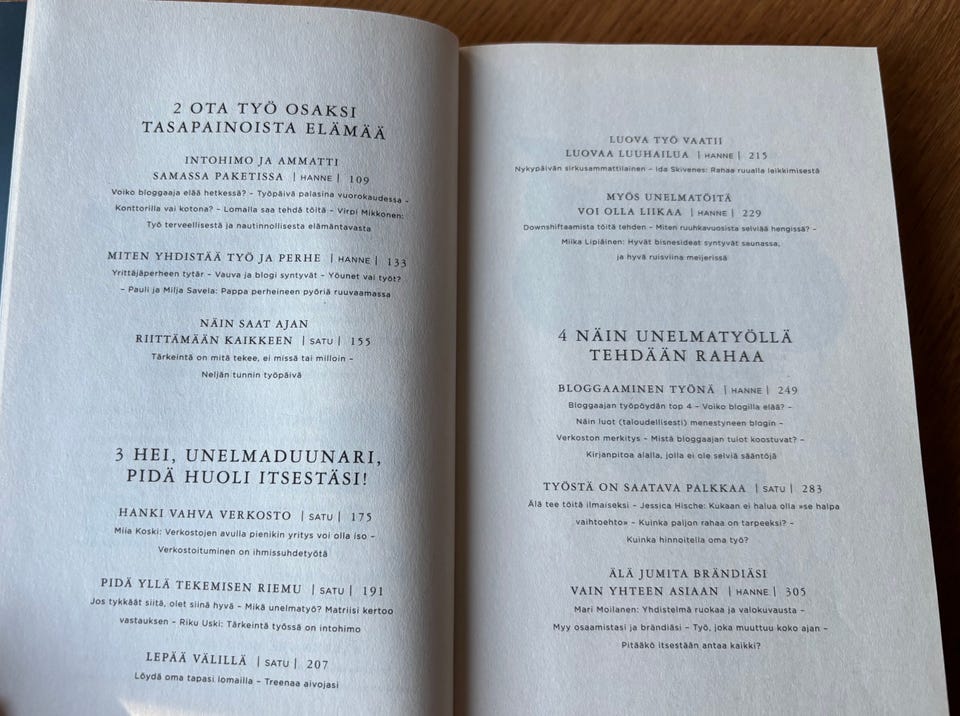 2 OTA TYÖ OSAKSI
TASAPAINOISTA ELÄMÄÄ
INTOHIMO JA AMMATTI
SAMASSA PAKETISSA | HANNE | 109
Voiko bloggaaja elää hetkessä? – Työpäivä palasina vuorokaudessa –
Konttorilla vai kotona? – Lomalla saa tehdä töitä – Virpi Mikkonen:
Työ terveellisestä ja nautinnollisesta elämäntavasta
MITEN YHDISTÄÄ TYÖ JA PERHE | HANNE | 133
Yrittäjäperheen tytär – Vauva ja blogi syntyvät – Yöunet vai työt?
– Pauli ja Milja Savela: Pappa perheineen pyöriä ruuvaamassa
NÄIN SAAT AJAN
RIITTÄMÄÄN KAIKKEEN | SATU | 155
Tärkeintä on mitä tekee, ei missä tai milloin –
Neljän tunnin työpäivä
3 HEI, UNELMADUUNARI,
PIDÄ HUOLI ITSESTÄSI!
HANKI VAHVA VERKOSTO | SATU | 175
Miia Koski: Verkostojen avulla pienikin yritys voi olla iso –
Verkostoituminen on ihmissuhdetyötä
PIDÄ YLLÄ TEKEMISEN RIEMU | SATU | 191
Jos tykkäät siitä, olet siinä hyvä – Mikä unelmatyö? Matriisi kertoo
vastauksen – Riku Uski: Tärkeintä työssä on intohimo
LEPÄÄ VÄLILLÄ | SATU | 207
Löydä oma tapasi lomailla – Treenaa aivojasi
LUOVA TYÖ VAATII
LUOVAA LUUHAILUA | HANNE | 215
Nykypäivän sirkusammattilainen – Ida Skivenes: Rahaa ruualla leikkimisestä
MYÖS UNELMATÖITÄ
VOI OLLA LIIKAA | HANNE | 229
Downshiftaamista töitä tehden – Miten ruuhkavuosista selviää hengissä? –
Miika Lipiäinen: Hyvät bisnesideat syntyvät saunassa,
ja hyvä ruisviina meijerissä
4 NÄIN UNELMATYÖLLÄ
TEHDÄÄN RAHAA
BLOGGAAMINEN TYÖNÄ | HANNE | 249
Bloggaajan työpöydän top 4 – Voiko blogilla elää? –
Näin luot (taloudellisesti) menestyneen blogin –
Verkoston merkitys – Mistä bloggaajan tulot koostuvat? –
Kirjanpitoa alalla, jolla ei ole selviä sääntöjä
TYÖSTÄ ON SAATAVA PALKKAA | SATU | 283
Älä tee töitä ilmaiseksi – Jessica Hische: Kukaan ei halua olla »se halpa
vaihtoehto» – Kuinka paljon rahaa on tarpeeksi? –
Kuinka hinnoitella oma työ?
ÄLÄ JUMITA BRÄNDIÄSI
VAIN YHTEEN ASIAAN | HANNE | 305
Mari Moilanen: Yhdistelmä ruokaa ja valokuvausta –
Myy osaamistasi ja brändiäsi – Työ, joka muuttuu koko ajan –
Pitääkö itsestään antaa kaikki?